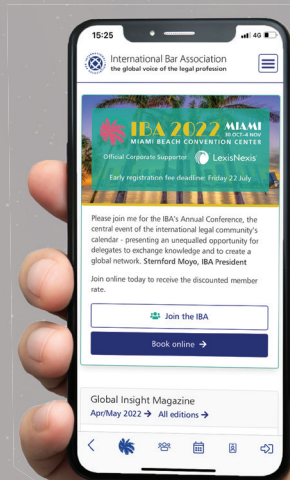 15:25
4G
International Bar Association
the global voice of the legal profession
IBA 2022 MIAMI
30 OCT–4 NOV
MIAMI BEACH CONVENTION CENTER
Official Corporate Supporter LexisNexis
Early registration fee deadline: Friday 22 July
Please join me for the IBA's Annual Conference, the
central event of the international legal community's
calendar - presenting an unequalled opportunity for
delegates to exchange knowledge and to create a
global network. Sternford Moyo, IBA President
Join online today to receive the discounted member
rate.
Join the IBA
Book online →
Global Insight Magazine
Apr/May 2022 → All editions →